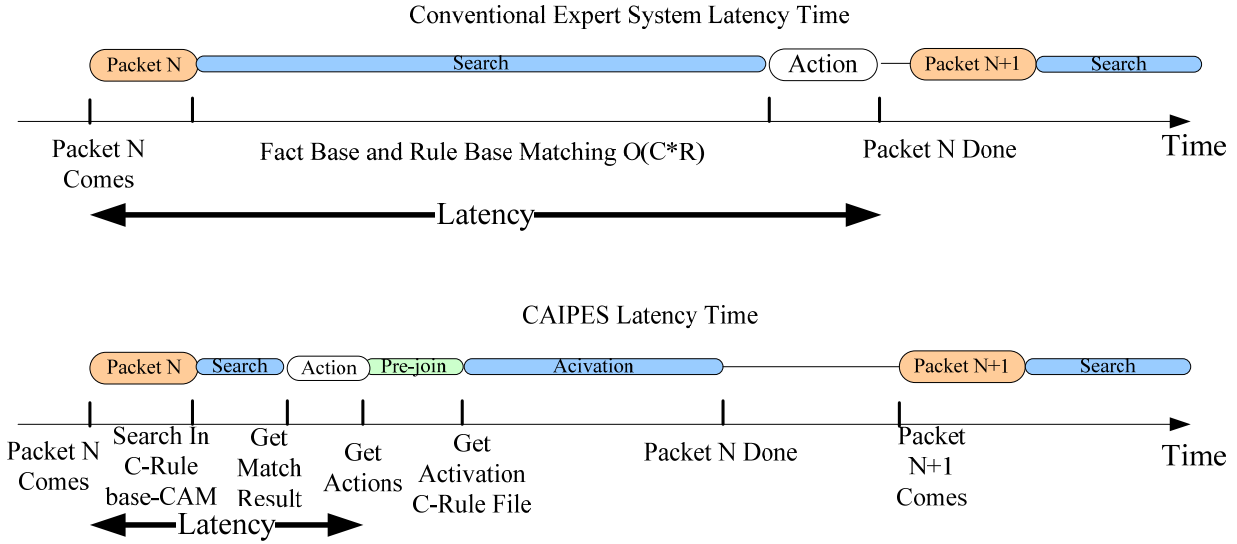 Conventional Expert System Latency Time
Packet N
Search
Action
Packet N+1
Search
Packet N
Comes
Fact Base and Rule Base Matching O(C*R)
Packet N Done
Time
Latency
CAIPES Latency Time
Packet N
Search
Action
Pre-join
Acivation
Packet N+1
Search
Packet N
Comes
Search In
C-Rule
base-CAM
Get
Match
Result
Get
Actions
Get
Activation
C-Rule File
Packet N Done
Packet
N+1
Comes
Time
Latency